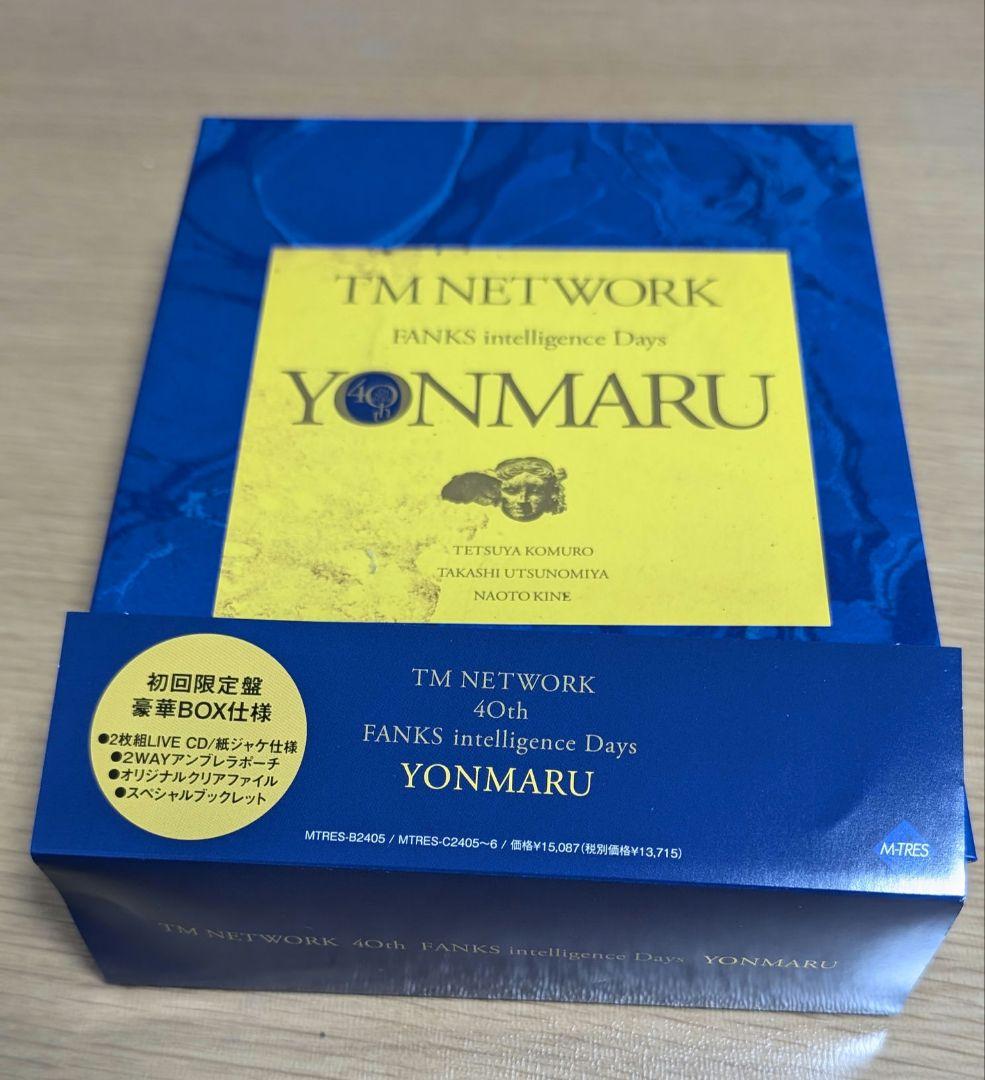 TM NETWORK
FANKS intelligence Days
YONMARU
40
TETSUYA KOMURO
TAKASHI UTSUNOMIYA
NAOTO KINE
初回限定盤
豪華BOX仕様
●2枚組LIVE CD/紙ジャケ仕様
●2WAYアンブレラポーチ
●オリジナルクリアファイル
●スペシャルブックレット
TM NETWORK
40th
FANKS intelligence Days
YONMARU
MTRES-B2405 / MTRES-C2405〜6 / 価格¥15,087(税別価格¥13,715)
M-TRES
TM NETWORK 40th FANKS intelligence Days YONMARU